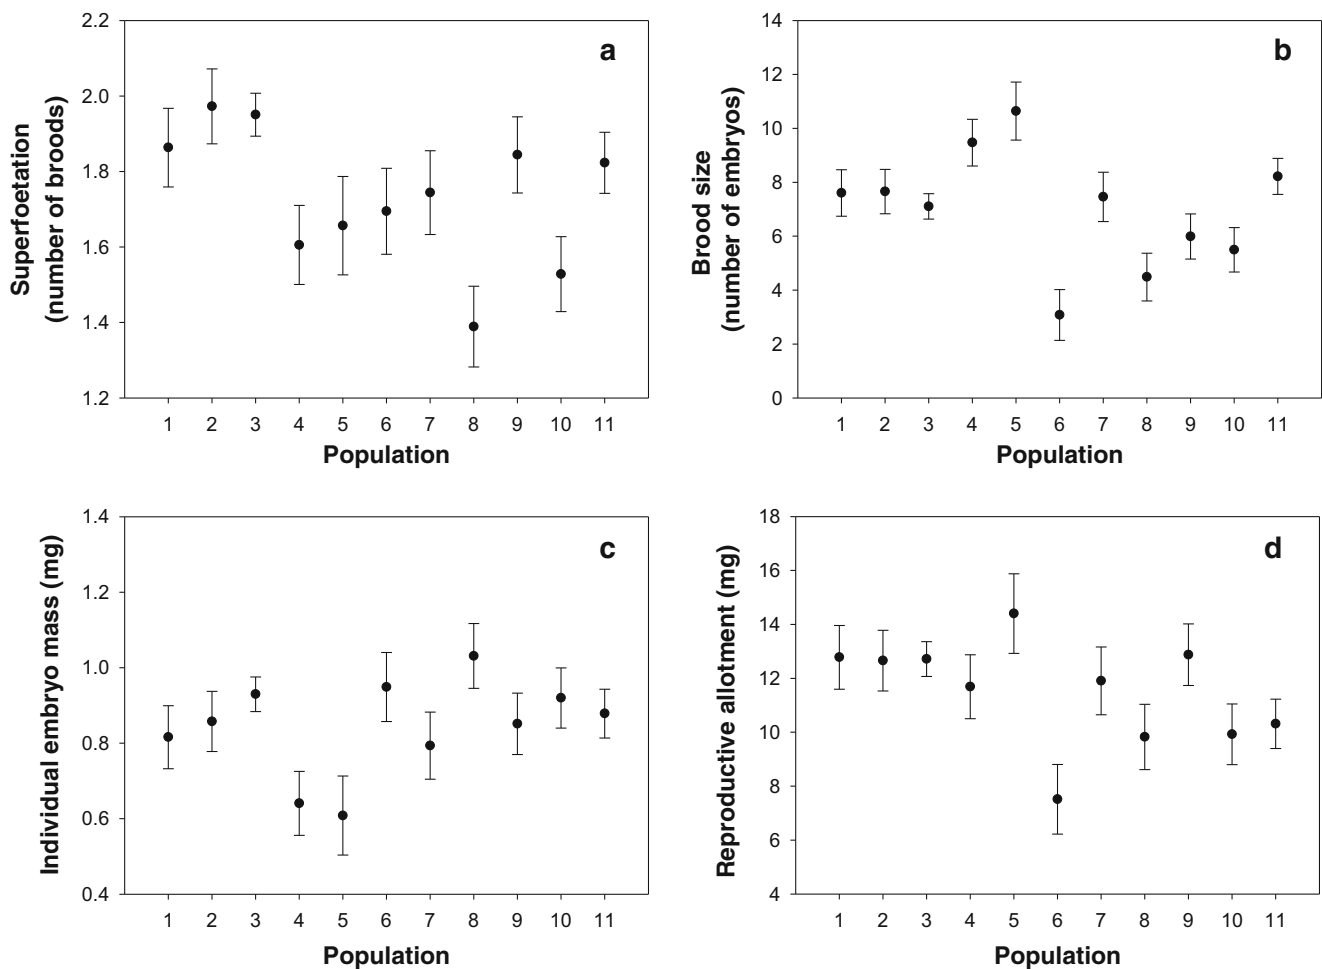 a
Superfoetation
(number of broods)
2.2
2.0
1.8
1.6
1.4
1.2
1 2 3 4 5 6 7 8 9 10 11
Population
b
Brood size
(number of embryos)
14
12
10
8
6
4
2
0
1 2 3 4 5 6 7 8 9 10 11
Population
c
Individual embryo mass (mg)
1.4
1.2
1.0
0.8
0.6
0.4
1 2 3 4 5 6 7 8 9 10 11
Population
d
Reproductive allotment (mg)
18
16
14
12
10
8
6
4
1 2 3 4 5 6 7 8 9 10 11
Population